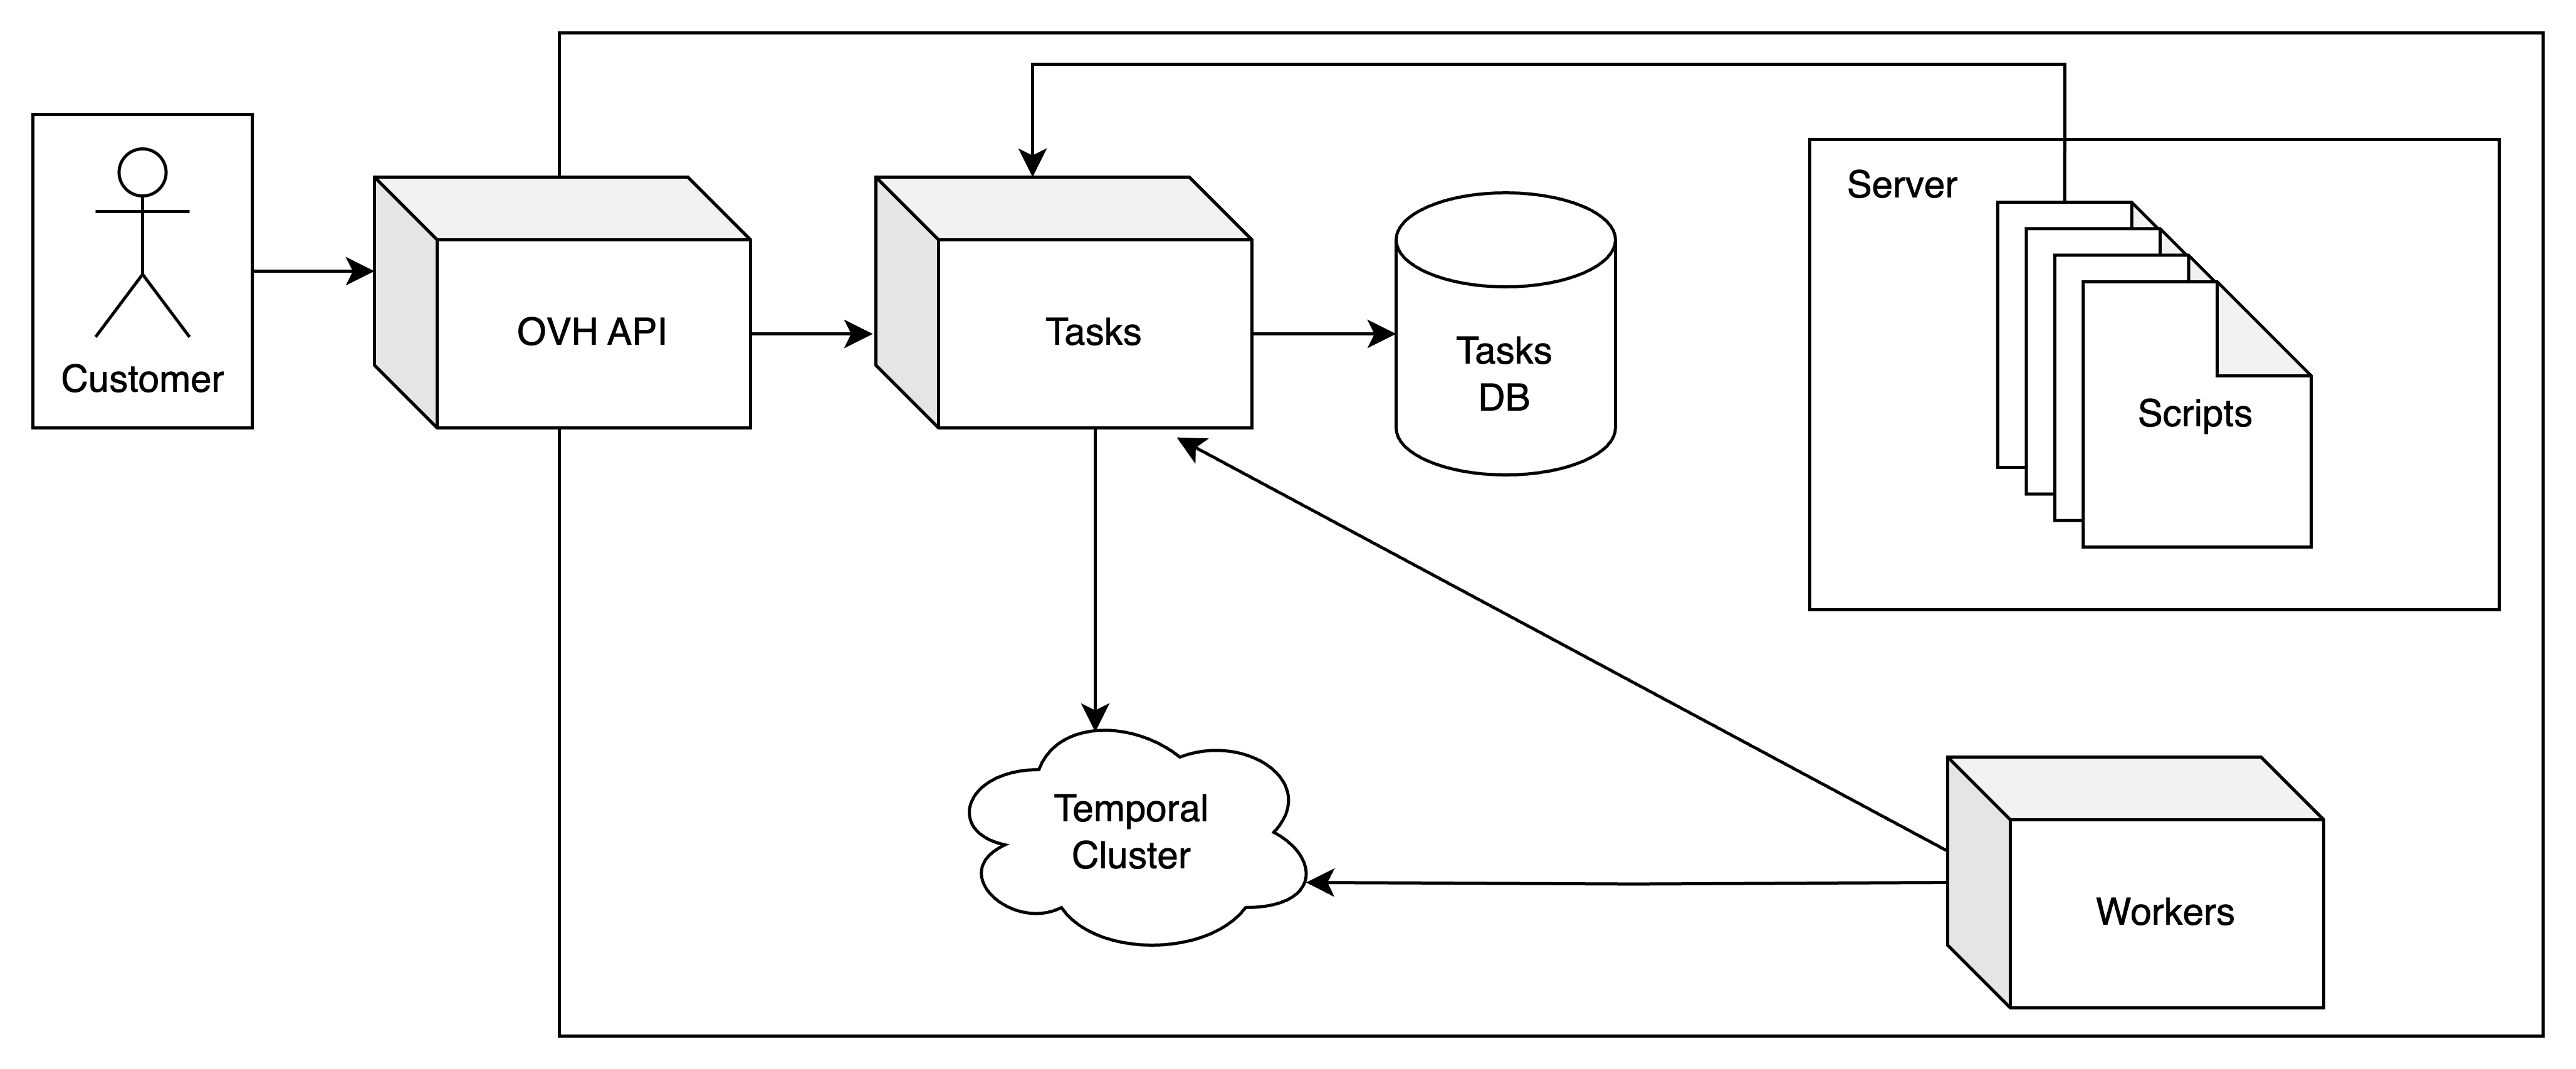 Customer
OVH API
Tasks
Tasks
DB
Server
Scripts
Temporal
Cluster
Workers